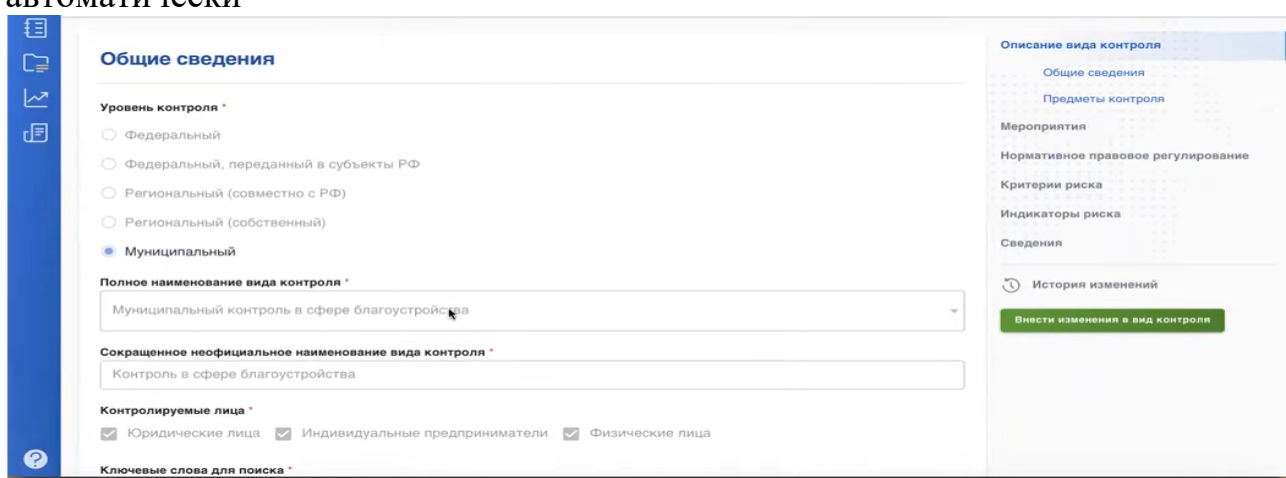 автоматически
Общие сведения
Уровень контроля *
Федеральный
Федеральный, переданный в субъекты РФ
Региональный (совместно с РФ)
Региональный (собственный)
Муниципальный
Полное наименование вида контроля *
Муниципальный контроль в сфере благоустройства
Сокращенное неофициальное наименование вида контроля *
Контроль в сфере благоустройства
Контролируемые лица *
Юридические лица Индивидуальные предприниматели Физические лица
Ключевые слова для поиска *
Описание вида контроля
Общие сведения
Предметы контроля
Мероприятия
Нормативное правовое регулирование
Критерии риска
Индикаторы риска
Сведения
История изменений
Внести изменения в вид контроля